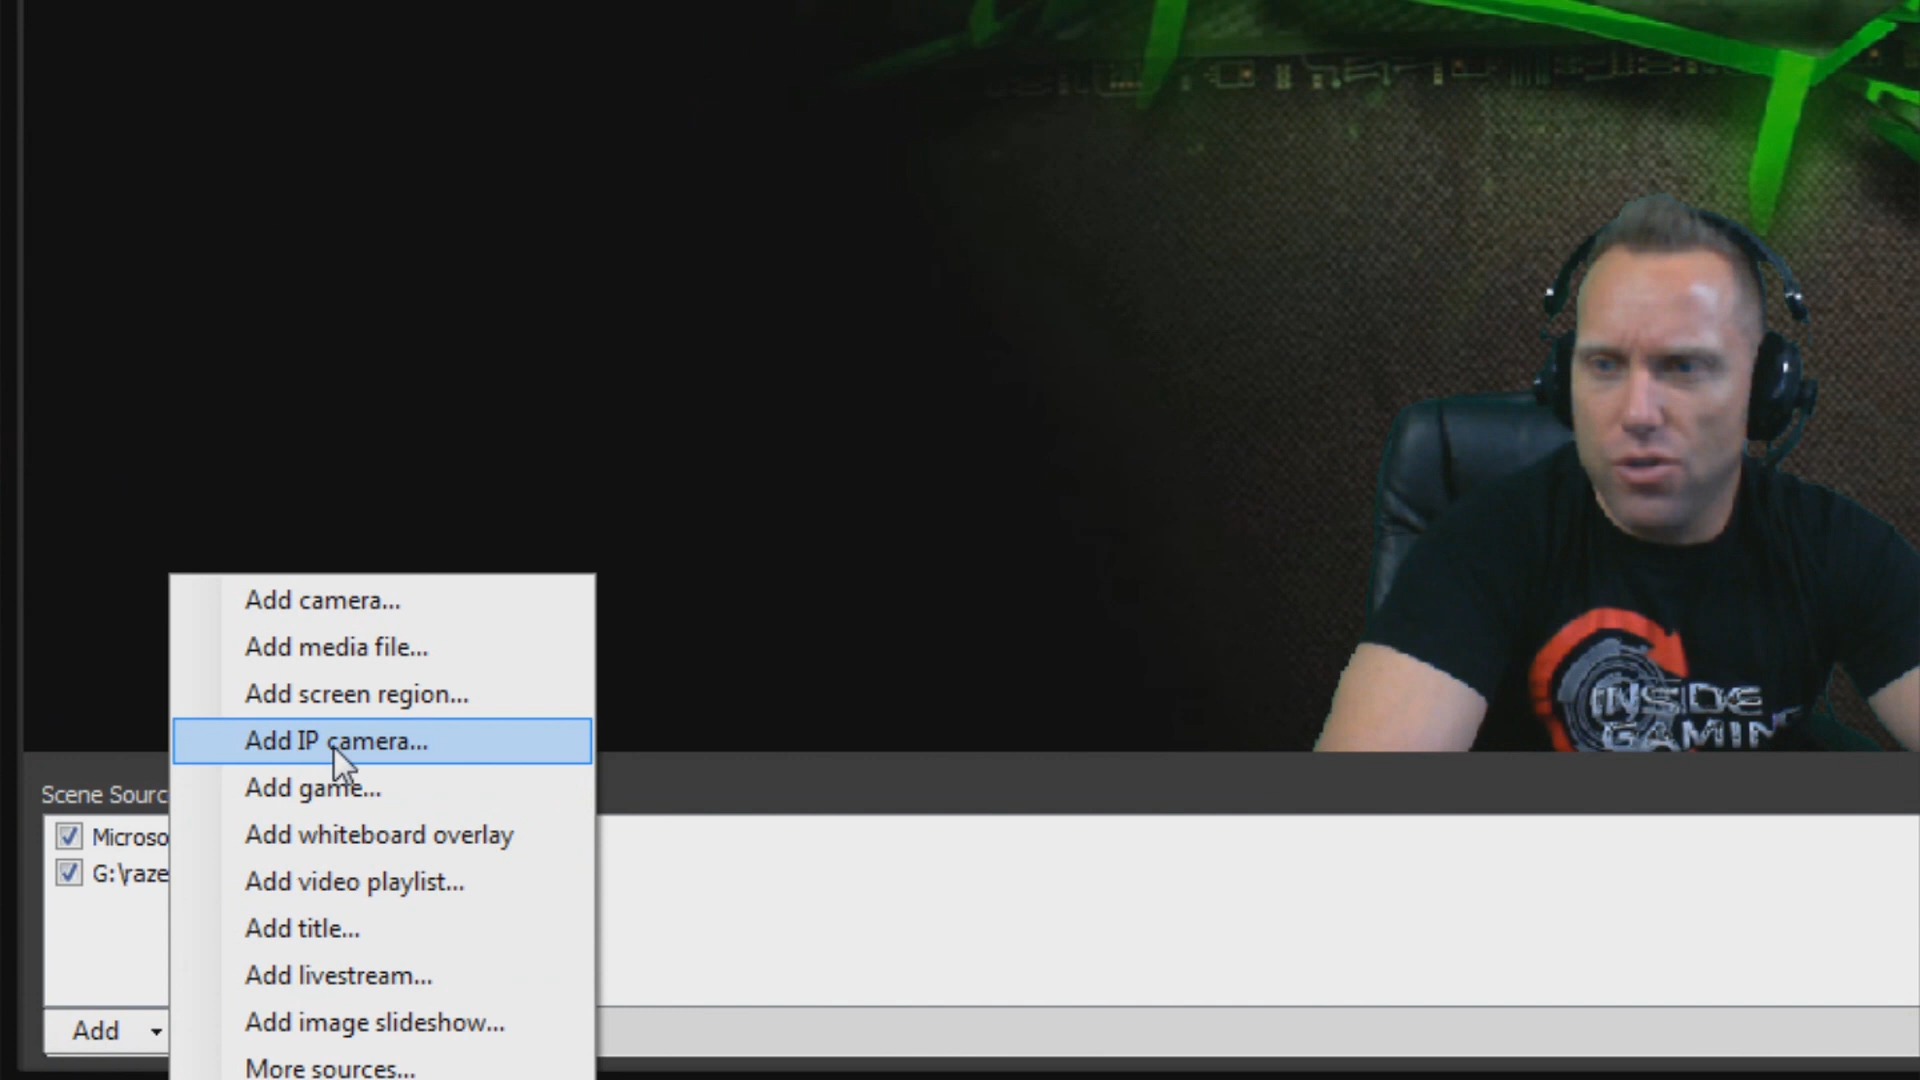 INSIDE
GAMIN
Add camera...
Add media file...
Add screen region...
Add IP camera...
Add game...
Add whiteboard overlay
Add video playlist...
Add title...
Add livestream...
Add image slideshow...
More sources...
Scene Sourc
Microso
G:\raze
Add